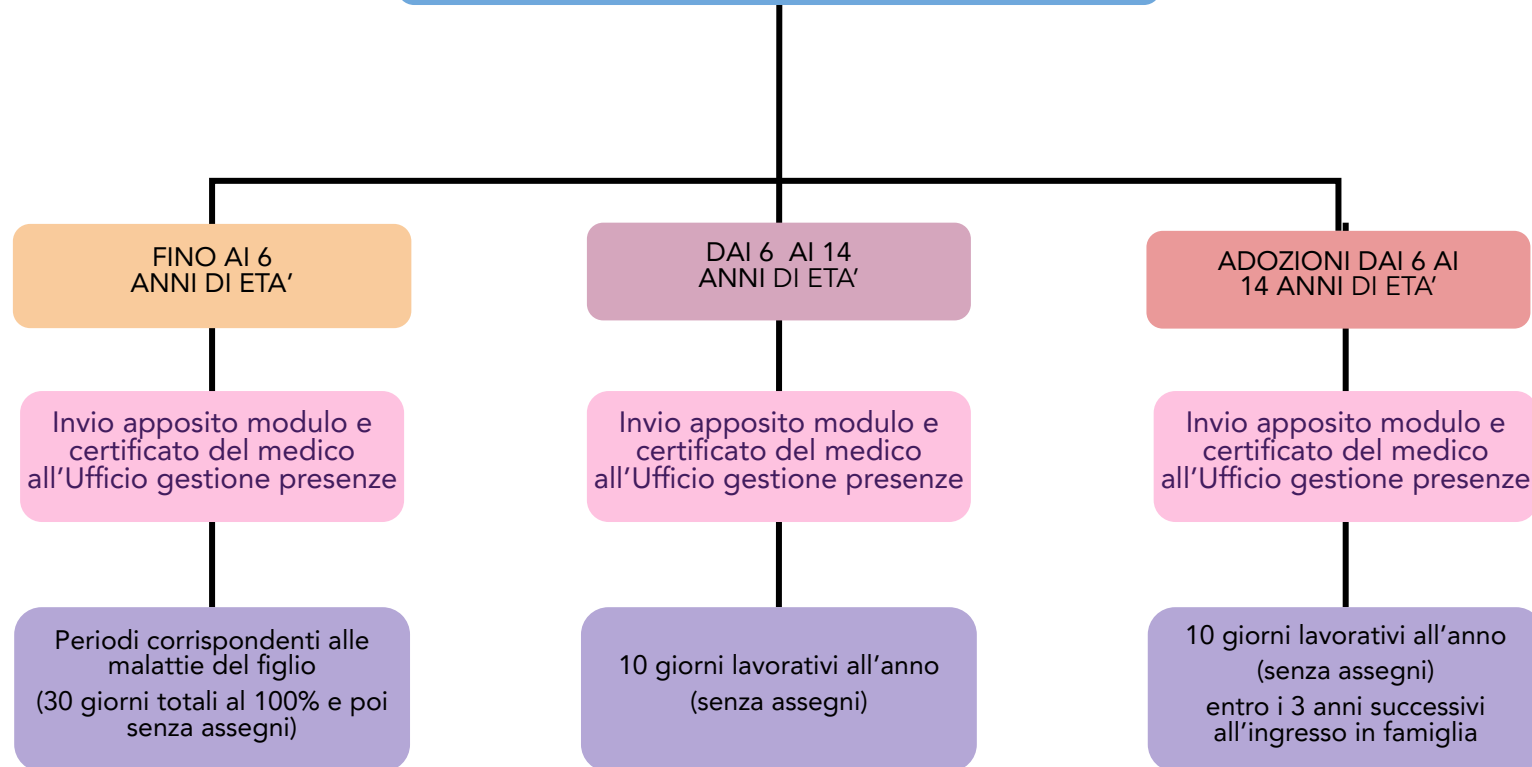 FINO AI 6
ANNI DI ETA’
Invio apposito modulo e
certificato del medico
all’Ufficio gestione presenze
Periodi corrispondenti alle
malattie del figlio
(30 giorni totali al 100% e poi
senza assegni)
DAI 6 AI 14
ANNI DI ETA’
Invio apposito modulo e
certificato del medico
all’Ufficio gestione presenze
10 giorni lavorativi all’anno
(senza assegni)
ADOZIONI DAI 6 AI
14 ANNI DI ETA’
Invio apposito modulo e
certificato del medico
all’Ufficio gestione presenze
10 giorni lavorativi all’anno
(senza assegni)
entro i 3 anni successivi
all’ingresso in famiglia